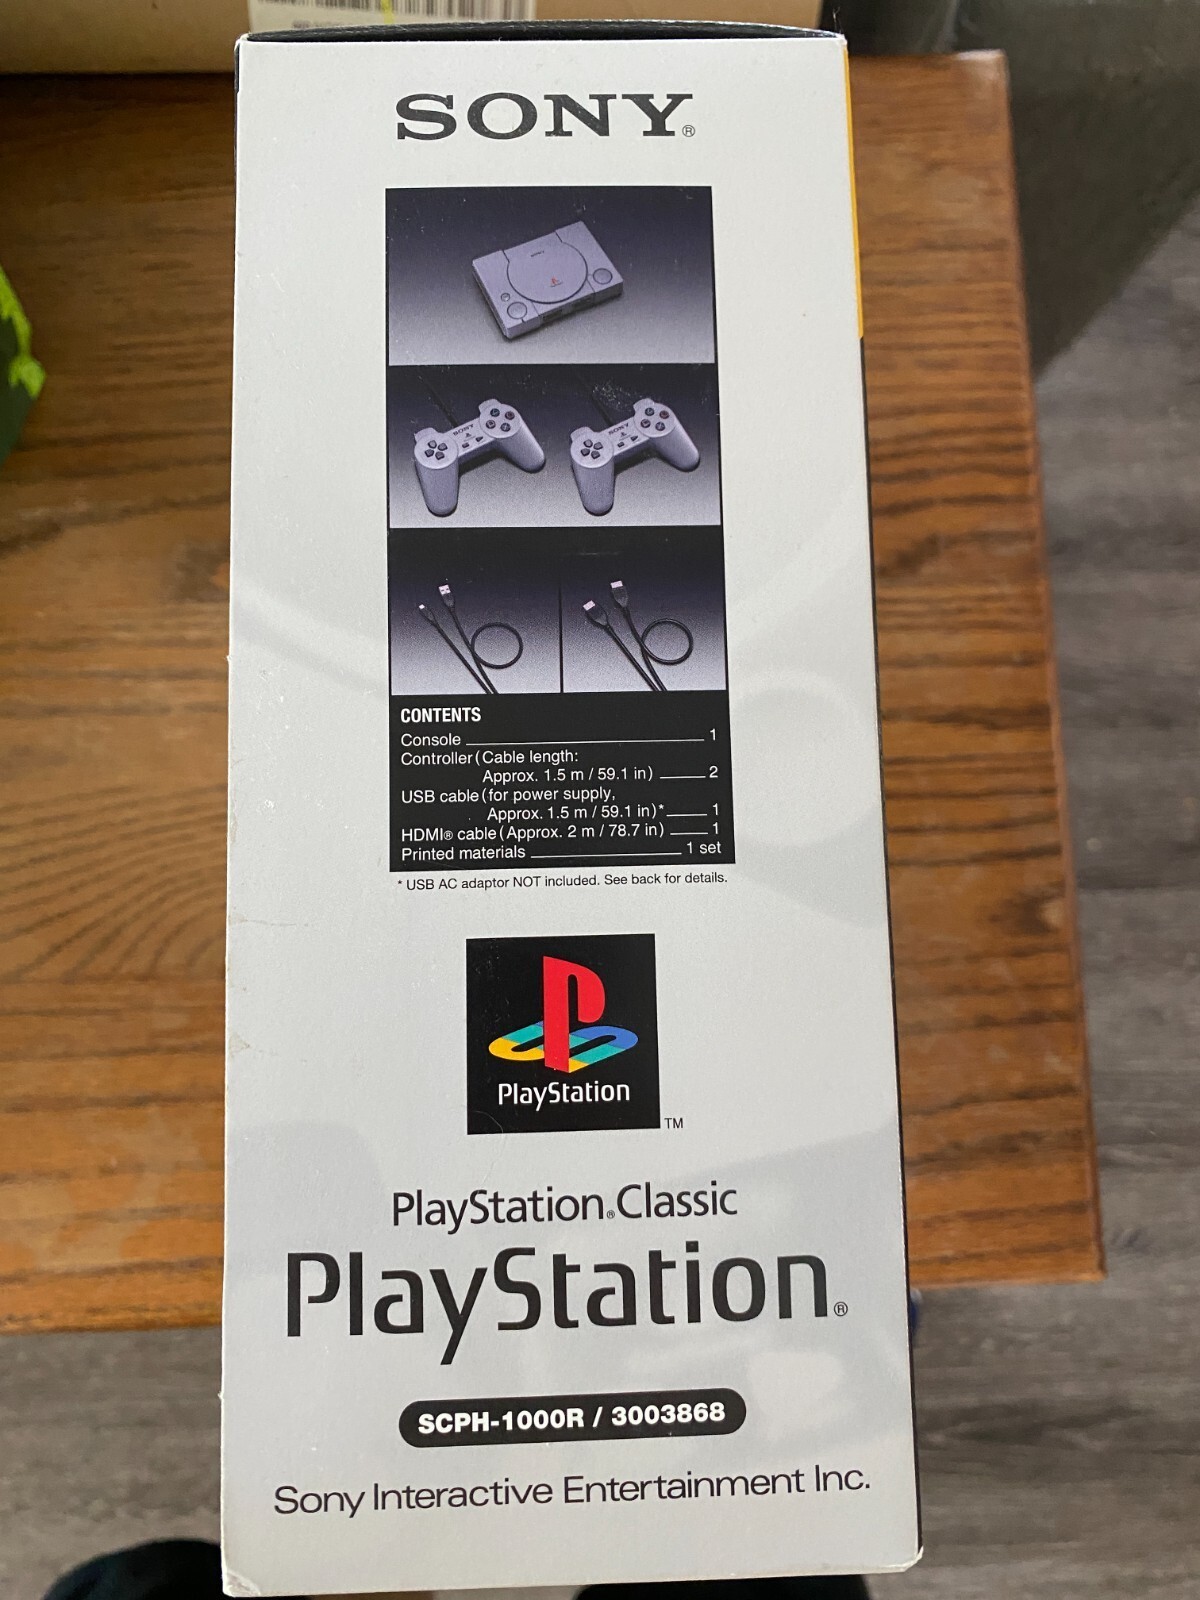 SONY®
CONTENTS
Console 1
Controller (Cable length:
Approx. 1.5 m / 59.1 in) 2
USB cable (for power supply,
Approx. 1.5 m / 59.1 in)* 1
HDMI® cable (Approx. 2 m / 78.7 in) 1
Printed materials 1 set
* USB AC adaptor NOT included. See back for details.
PlayStation
TM
PlayStation®Classic
PlayStation®
SCPH-1000R / 3003868
Sony Interactive Entertainment Inc.